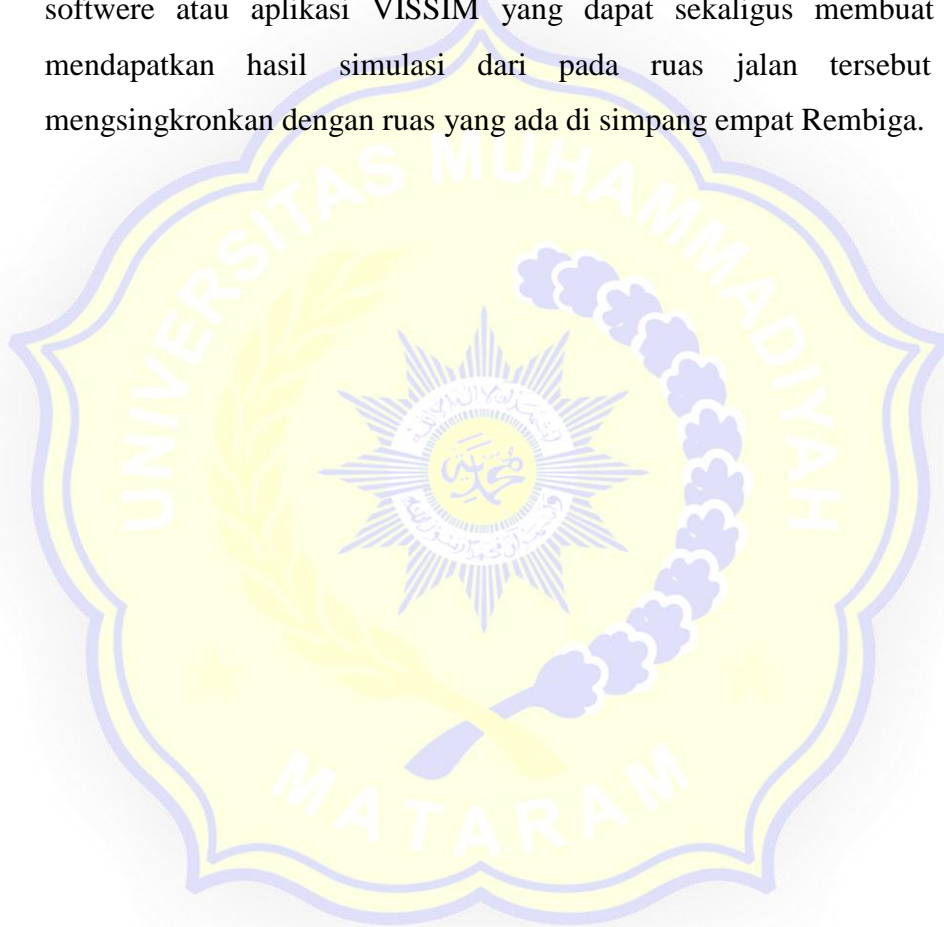 softwere atau aplikasi VISSIM yang dapat sekaligus membuat
mendapatkan hasil simulasi dari pada ruas jalan tersebut
mengsingkronkan dengan ruas yang ada di simpang empat Rembiga.
UNIVERSITAS MUHAMMADIYAH
MATARAM